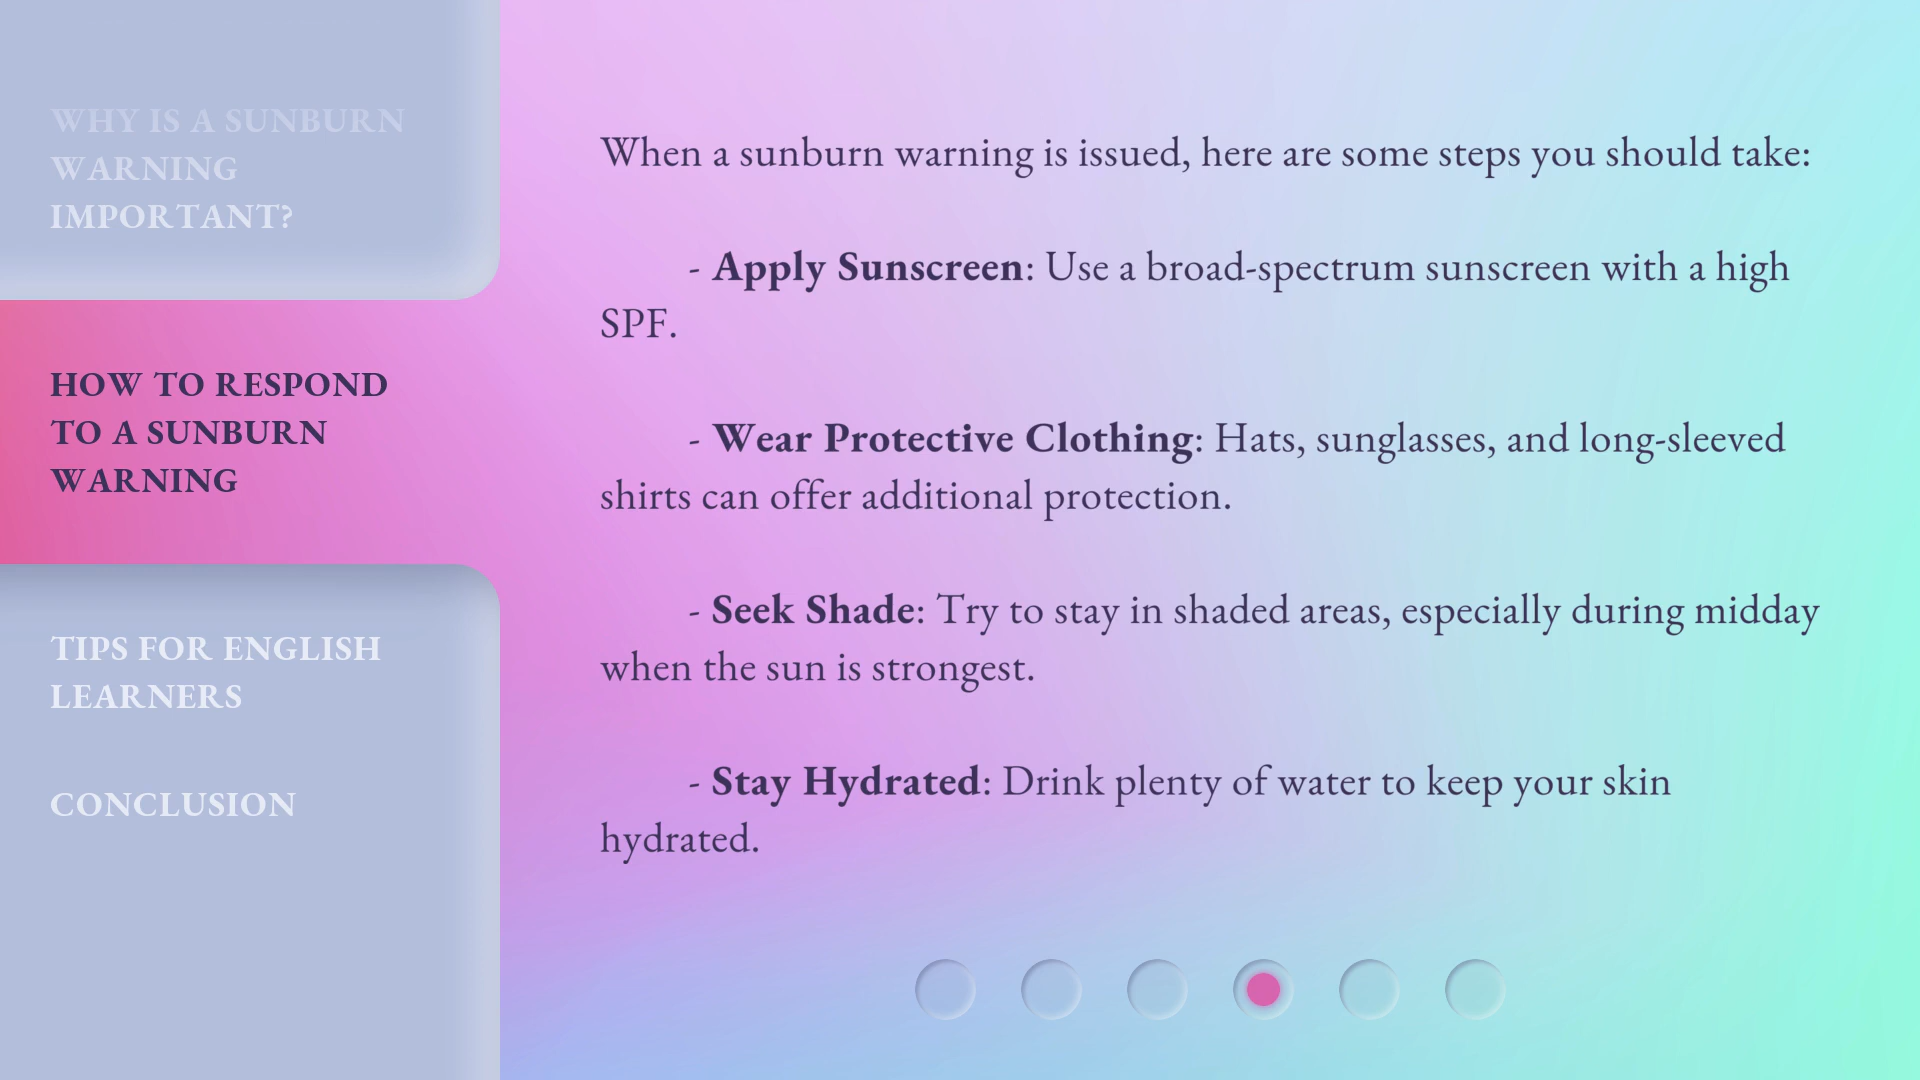 WHY IS A SUNBURN
WARNING
IMPORTANT?
HOW TO RESPOND
TO A SUNBURN
WARNING
TIPS FOR ENGLISH
LEARNERS
CONCLUSION
When a sunburn warning is issued, here are some steps you should take:
- Apply Sunscreen: Use a broad-spectrum sunscreen with a high
SPF.
- Wear Protective Clothing: Hats, sunglasses, and long-sleeved
shirts can offer additional protection.
- Seek Shade: Try to stay in shaded areas, especially during midday
when the sun is strongest.
- Stay Hydrated: Drink plenty of water to keep your skin
hydrated.